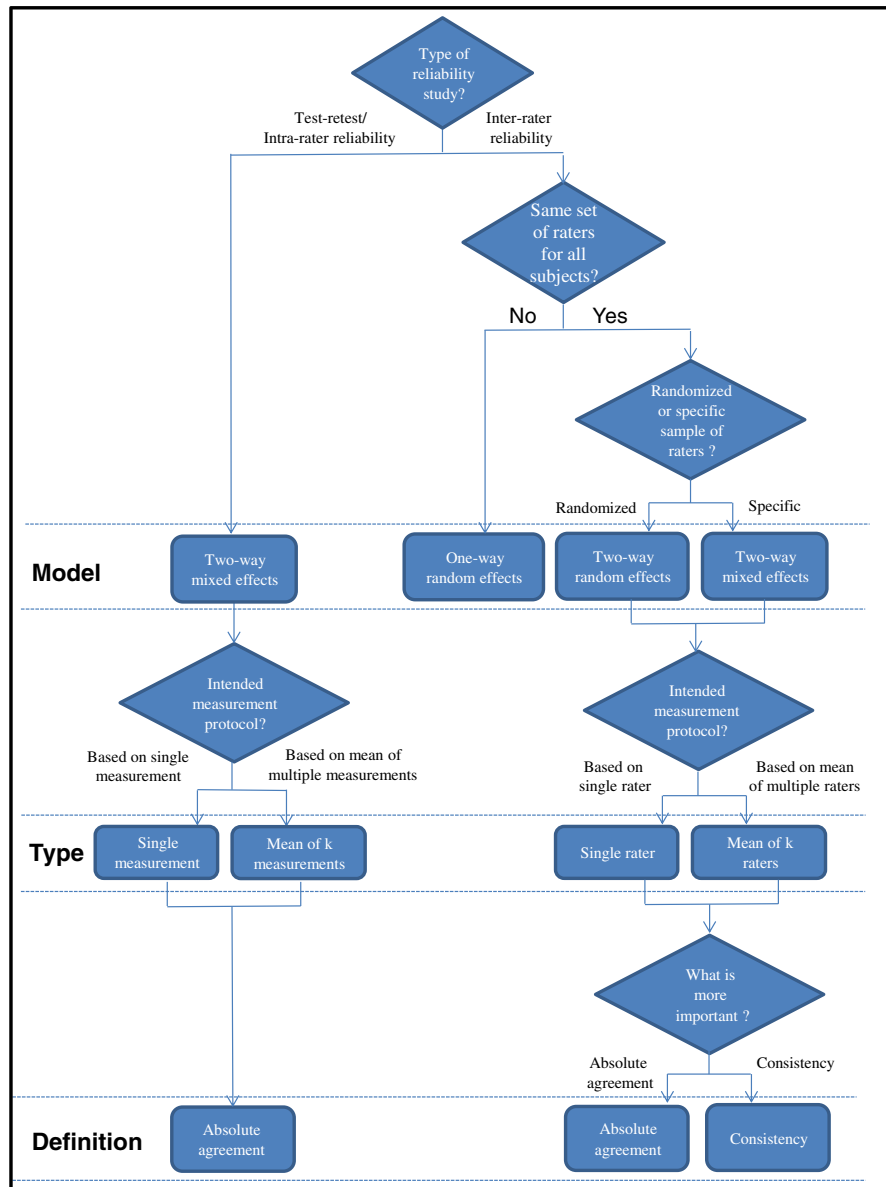 Type of
reliability
study?
Test-retest/
Intra-rater reliability
Inter-rater
reliability
Same set
of raters
for all
subjects?
No
Yes
Randomized
or specific
sample of
raters ?
Randomized
Specific
Model
Two-way
mixed effects
One-way
random effects
Two-way
random effects
Two-way
mixed effects
Intended
measurement
protocol?
Based on single
measurement
Based on mean of
multiple measurements
Intended
measurement
protocol?
Based on
single rater
Based on mean
of multiple raters
Type
Single
measurement
Mean of k
measurements
Single rater
Mean of k
raters
What is
more
important ?
Absolute
agreement
Consistency
Definition
Absolute
agreement
Absolute
agreement
Consistency